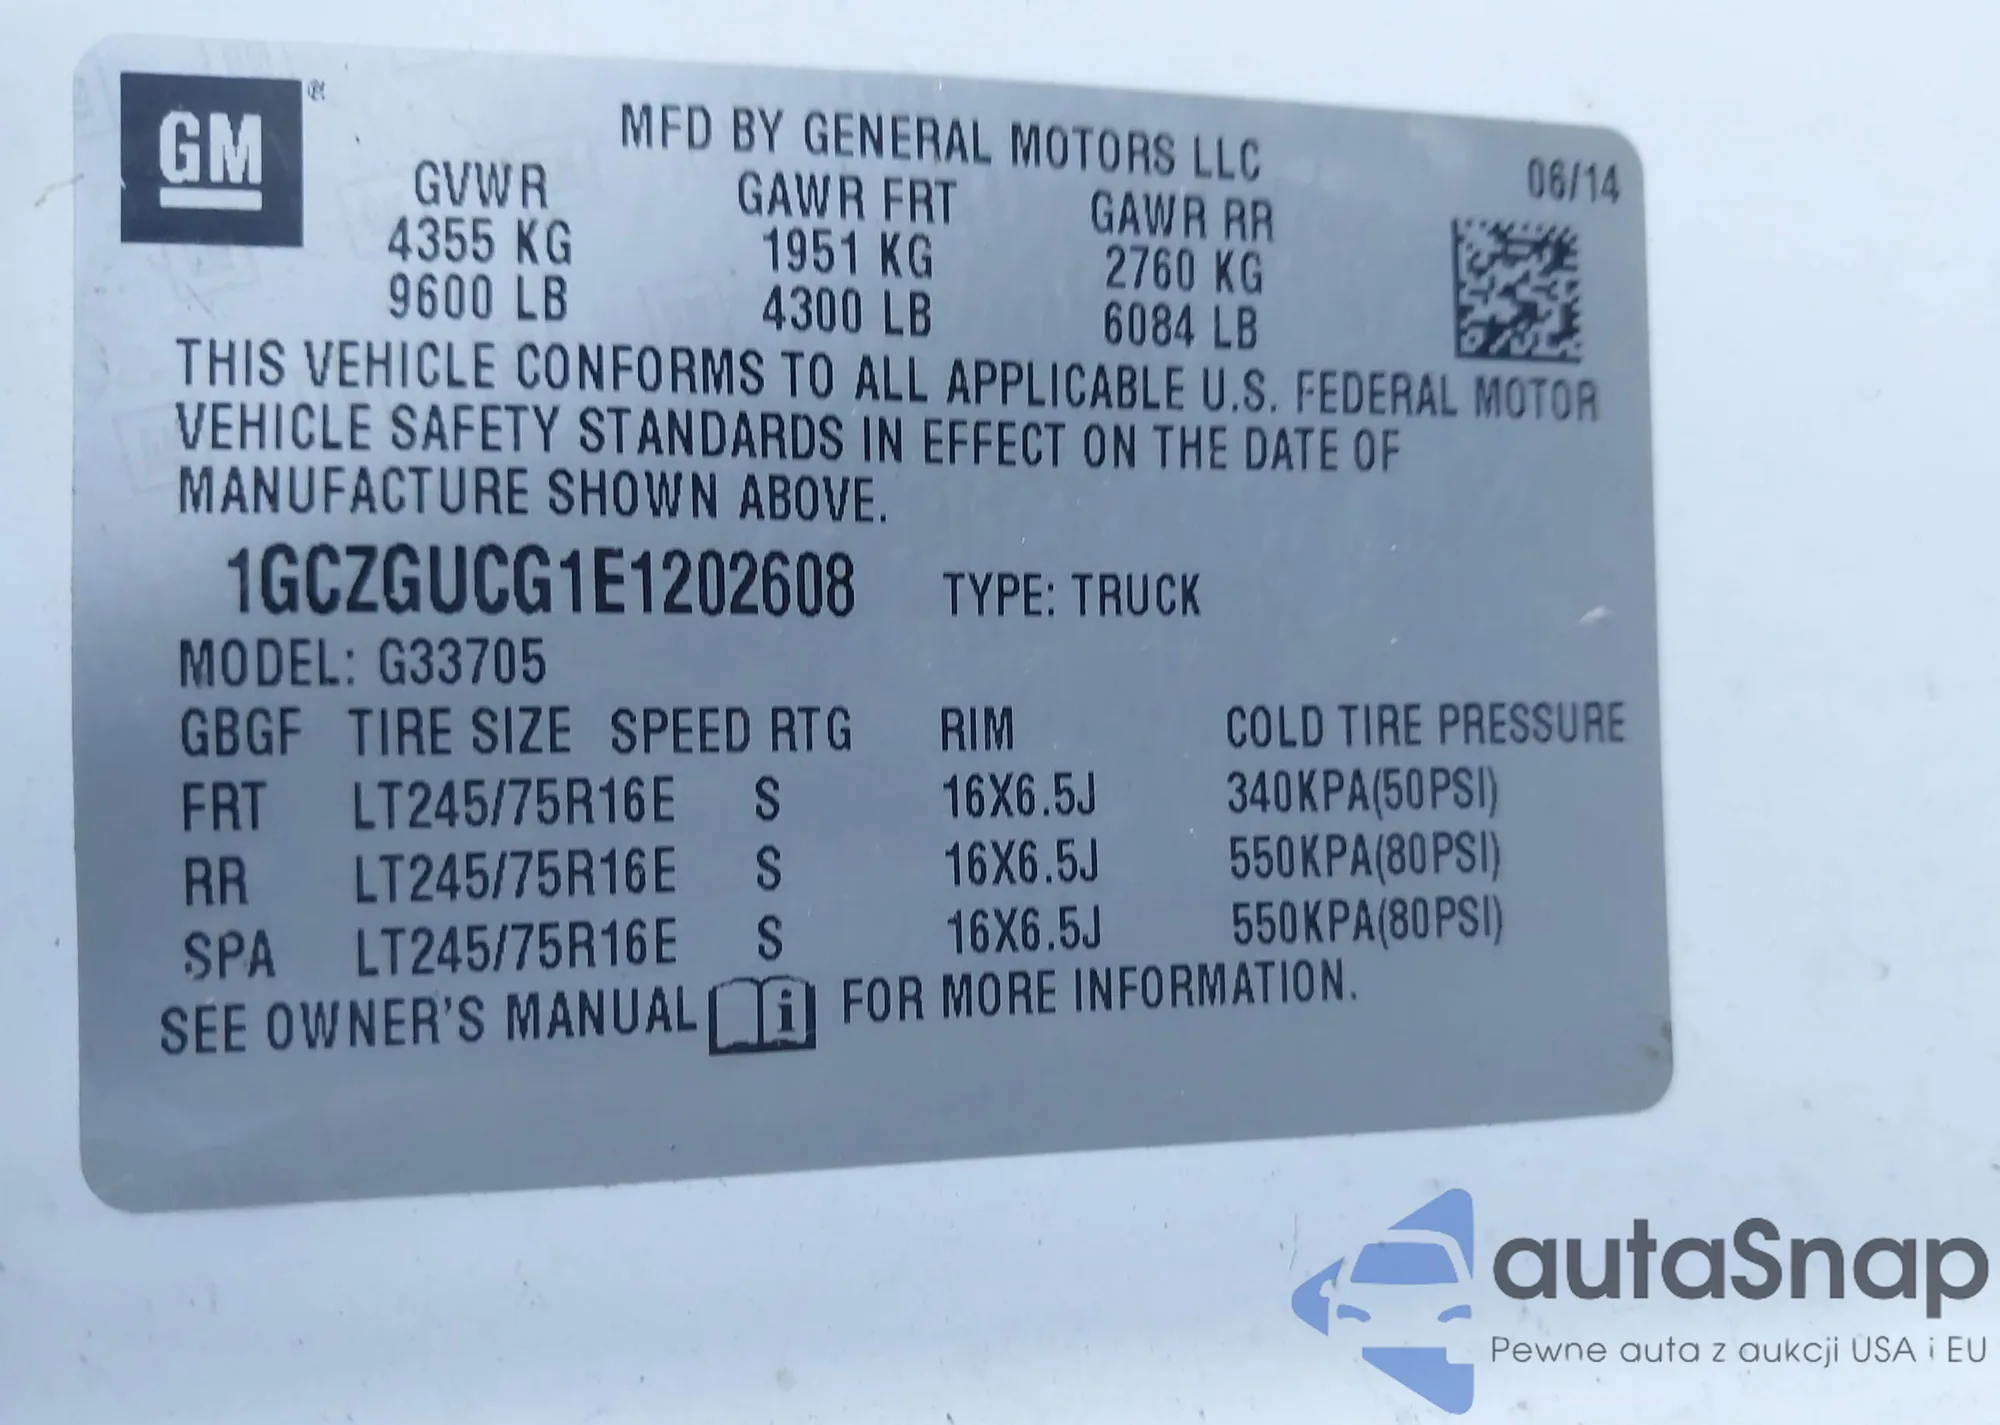 GM
MFD BY GENERAL MOTORS LLC
06/14
GVWR GAWR FRT GAWR RR
4355 KG 1951 KG 2760 KG
9600 LB 4300 LB 6084 LB
THIS VEHICLE CONFORMS TO ALL APPLICABLE U.S. FEDERAL MOTOR
VEHICLE SAFETY STANDARDS IN EFFECT ON THE DATE OF
MANUFACTURE SHOWN ABOVE.
1GCZGUCG1E1202608 TYPE: TRUCK
MODEL: G33705
GBGF TIRE SIZE SPEED RTG RIM COLD TIRE PRESSURE
FRT LT245/75R16E S 16X6.5J 340KPA(50PSI)
RR LT245/75R16E S 16X6.5J 550KPA(80PSI)
SPA LT245/75R16E S 16X6.5J 550KPA(80PSI)
SEE OWNER'S MANUAL i FOR MORE INFORMATION.
autaSnap
Pewne auta z aukcji USA i EU